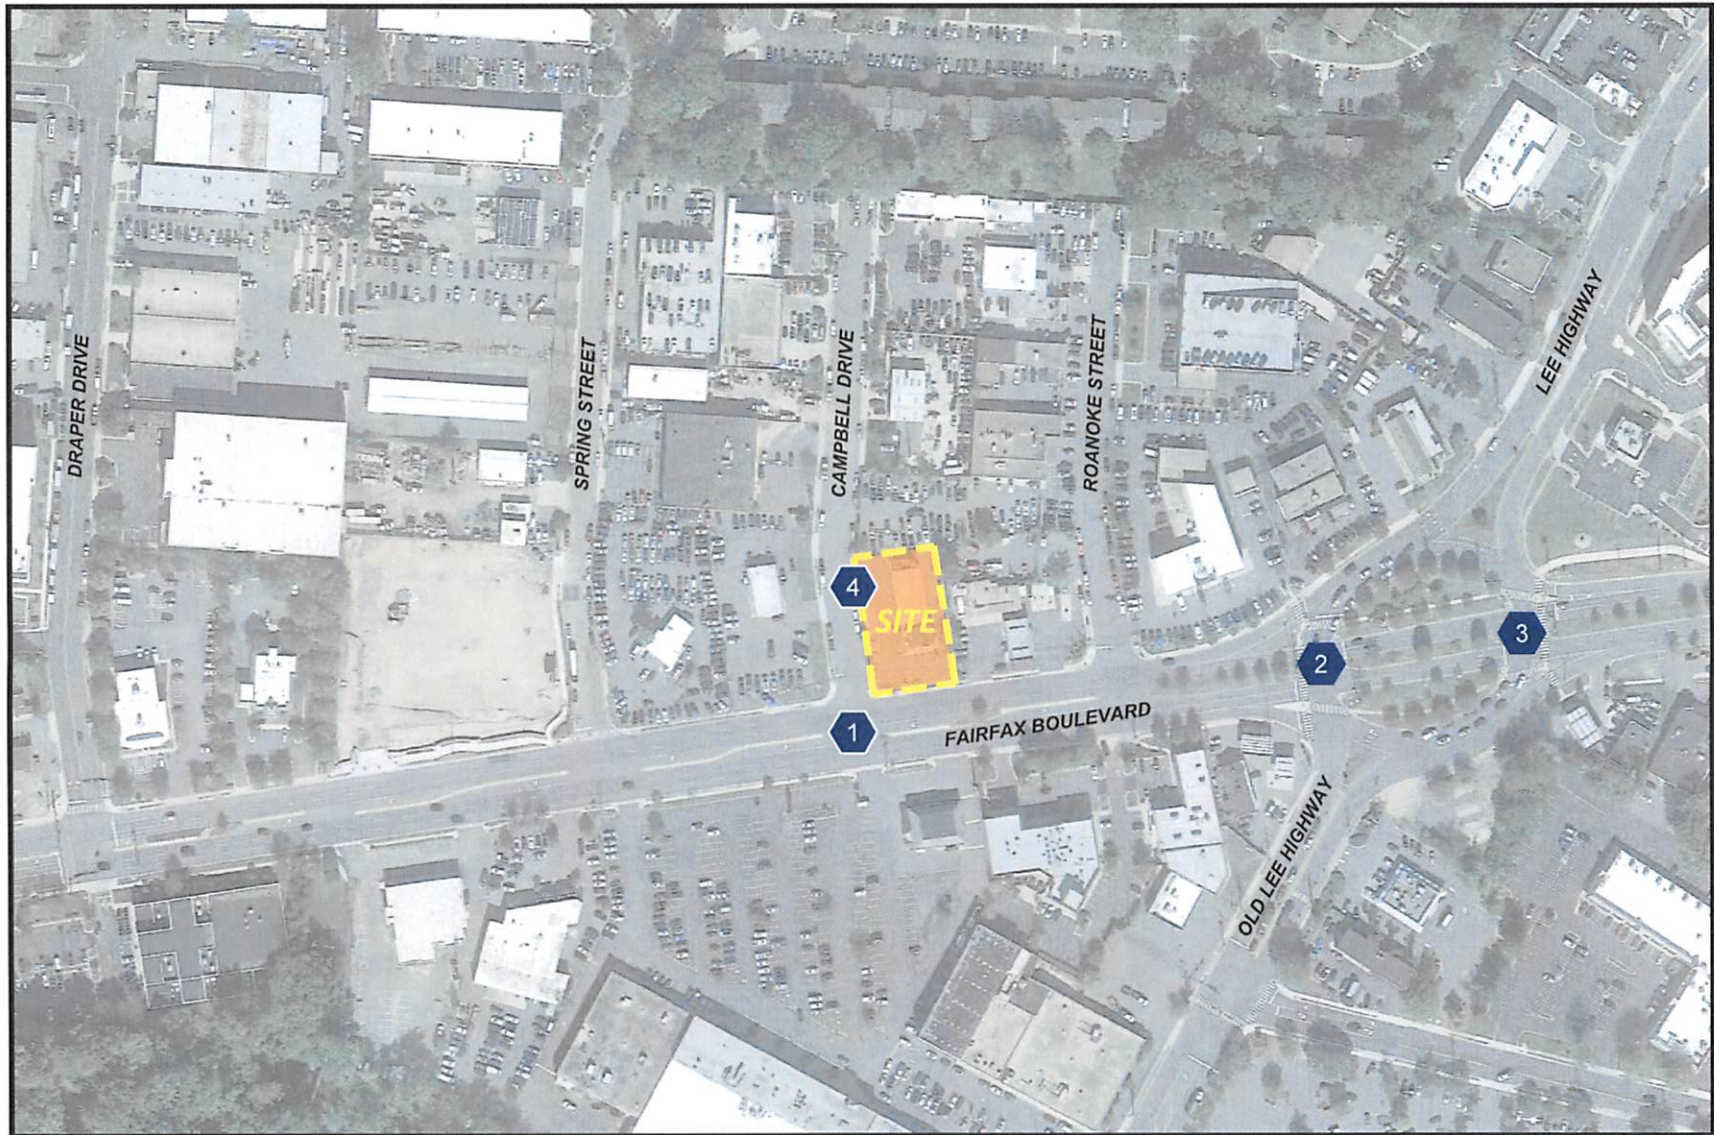 LEE HIGHWAY
DRAPER DRIVE
SPRING STREET
CAMPBELL DRIVE
ROANOKE STREET
4
SITE
3
2
1
FAIRFAX BOULEVARD
OLD LEE HIGHWAY